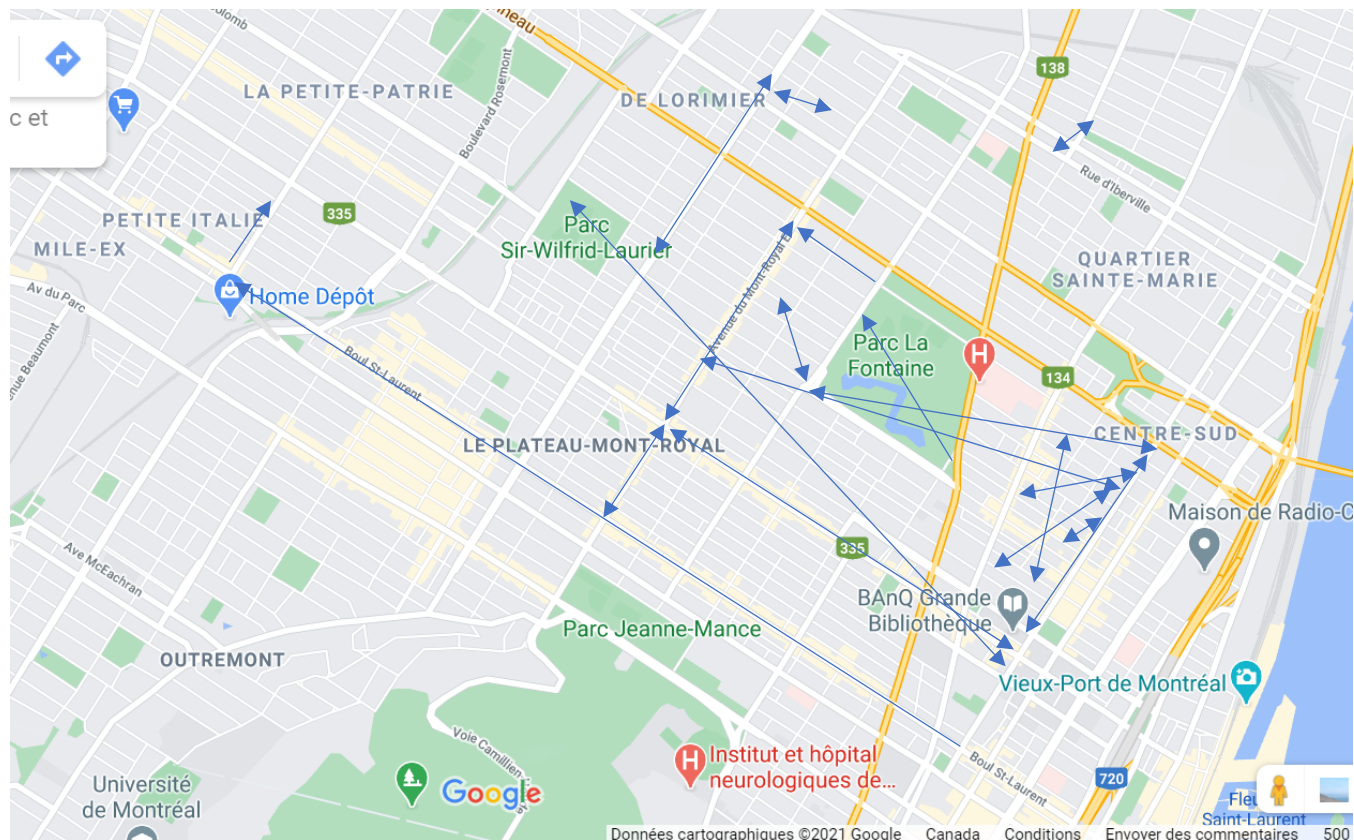 olomb
neau
138
LA PETITE-PATRIE
DE LORIMIER
c et
Boulevard Rosemont
Rue d'Iberville
335
PETITE ITALIE
Parc
Sir-Wilfrid-Laurier
MILE-EX
QUARTIER
SAINTE-MARIE
Av du Parc
Home Dépôt
Avenue du Mont-Royal E
Parc La
Fontaine
H
enue Beaumont
Boul St-Laurent
134
CENTRE-SUD
LE PLATEAU-MONT-ROYAL
Maison de Radio-C
335
Ave McEachran
BAnQ Grande
Bibliothèque
Parc Jeanne-Mance
OUTREMONT
Vieux-Port de Montréal
Voie Camillien
H
Institut et hôpital
neurologiques de...
Boul St-Laurent
720
Université
de Montréal
Google
Fleu
Saint-Laurent
Données cartographiques ©2021 Google Canada Conditions Envoyer des commentaires 500